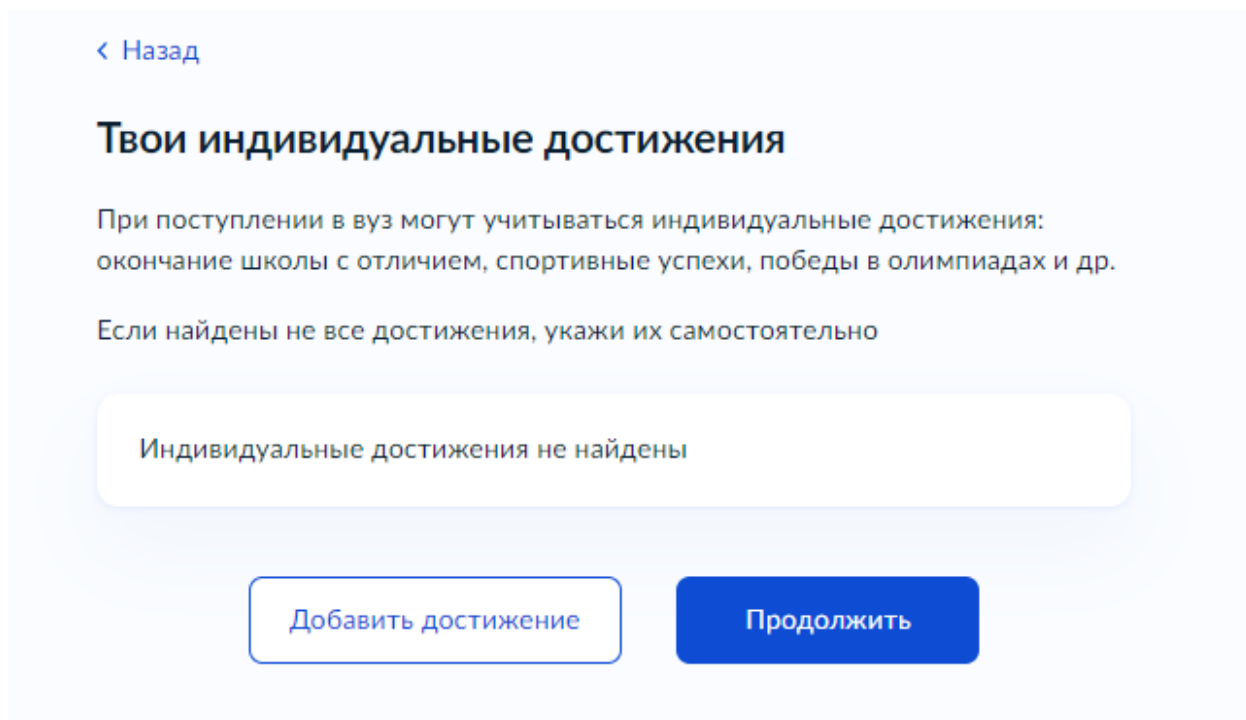 Назад
Твои индивидуальные достижения
При поступлении в вуз могут учитываться индивидуальные достижения:
окончание школы с отличием, спортивные успехи, победы в олимпиадах и др.
Если найдены не все достижения, укажи их самостоятельно
Индивидуальные достижения не найдены
Добавить достижение
Продолжить